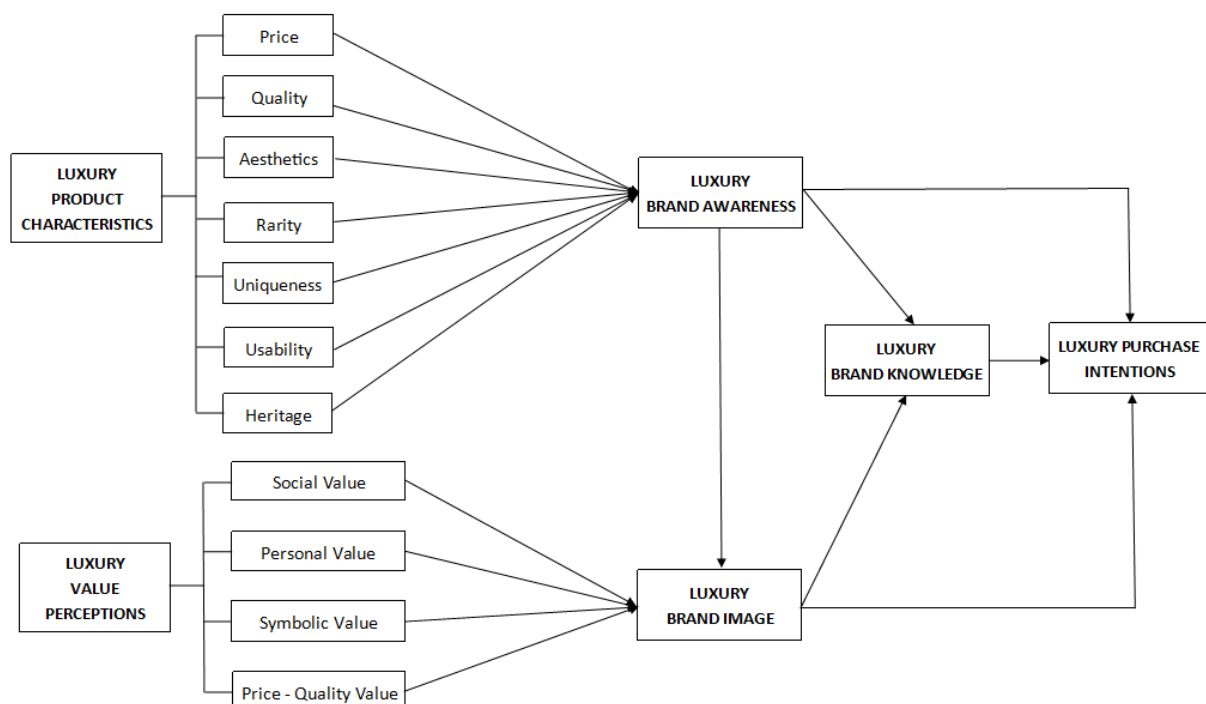 Price
Quality
Aesthetics
LUXURY
PRODUCT
CHARACTERISTICS
Rarity
Uniqueness
Usability
Heritage
LUXURY
BRAND AWARENESS
LUXURY
BRAND KNOWLEDGE
LUXURY PURCHASE
INTENTIONS
Social Value
Personal Value
LUXURY
VALUE
PERCEPTIONS
Symbolic Value
Price - Quality Value
LUXURY
BRAND IMAGE